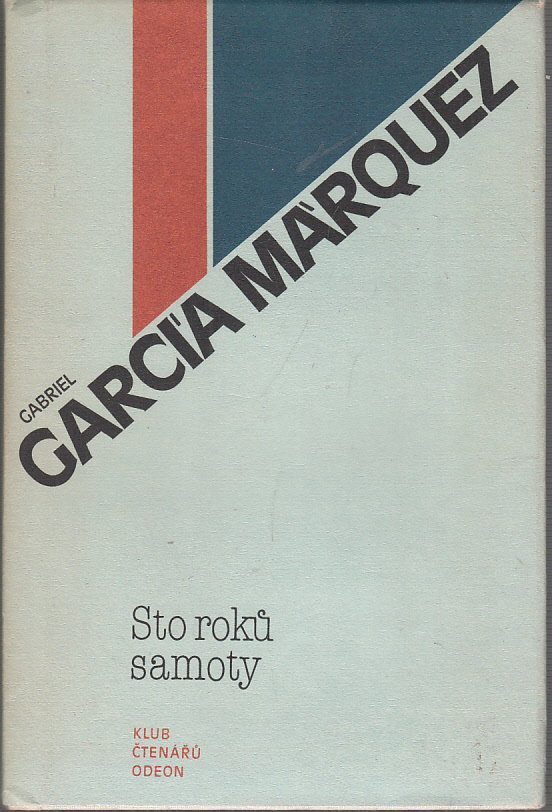 GABRIEL
GARCÍA MÁRQUEZ
Sto roků
samoty
KLUB
ČTENÁŘŮ
ODEON